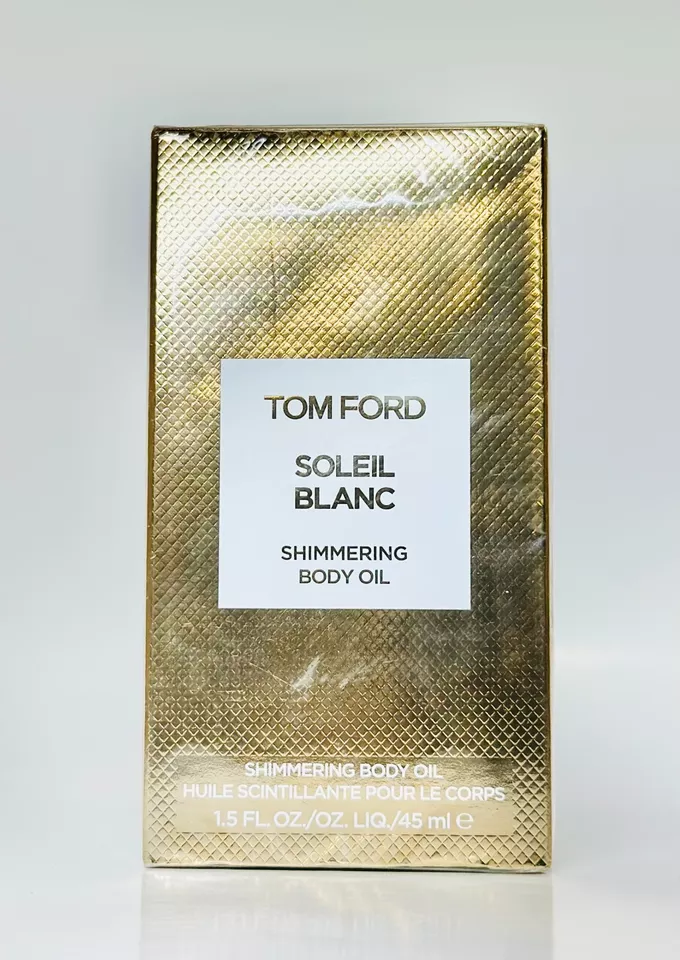 TOM FORD
SOLEIL
BLANC
SHIMMERING
BODY OIL
SHIMMERING BODY OIL
HUILE SCINTILLANTE POUR LE CORPS
1.5 FL. OZ./OZ. LIQ./45 ml ℮